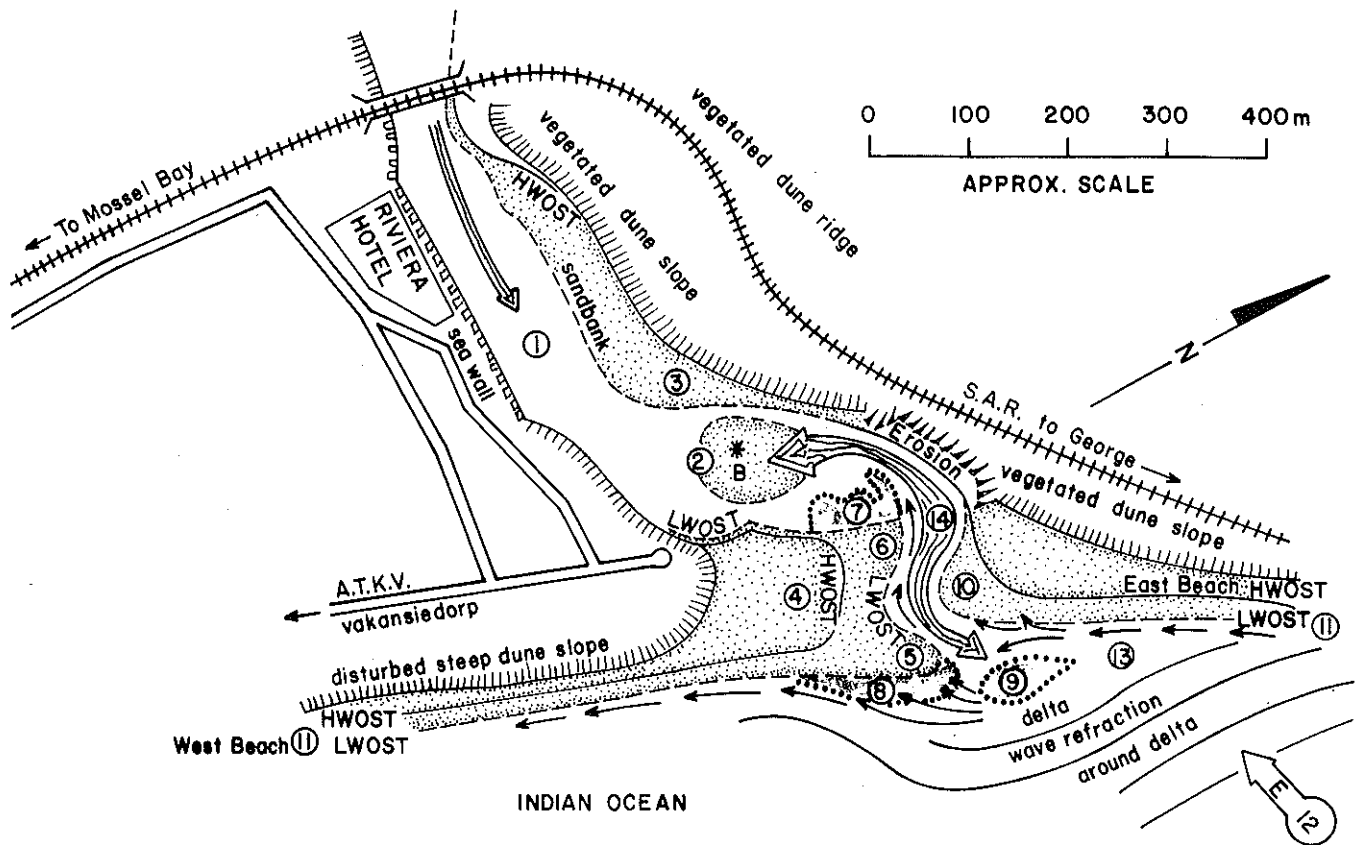 0 100 200 300 400m
APPROX. SCALE
← To Mossel Bay
vegetated dune ridge
vegetated dune slope
HWOST
RIVIERA
HOTEL
sandbank
sea wall
N
1
3
S.A.R. to George →
Erosion
2
B
vegetated dune slope
7
14
LWOST
6
10
East Beach HWOST
LWOST 11
4
HWOST
LWOST
A.T.K.V.
vakansiedorp
5
13
disturbed steep dune slope
8
9
delta
HWOST
West Beach 11 LWOST
wave refraction
around delta
INDIAN OCEAN
E
12